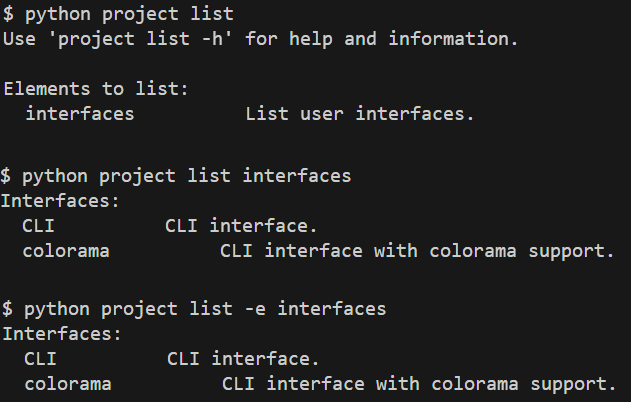 $ python project list
Use 'project list -h' for help and information.
Elements to list:
  interfaces          List user interfaces.
$ python project list interfaces
Interfaces:
  CLI          CLI interface.
  colorama          CLI interface with colorama support.
$ python project list -e interfaces
Interfaces:
  CLI          CLI interface.
  colorama          CLI interface with colorama support.